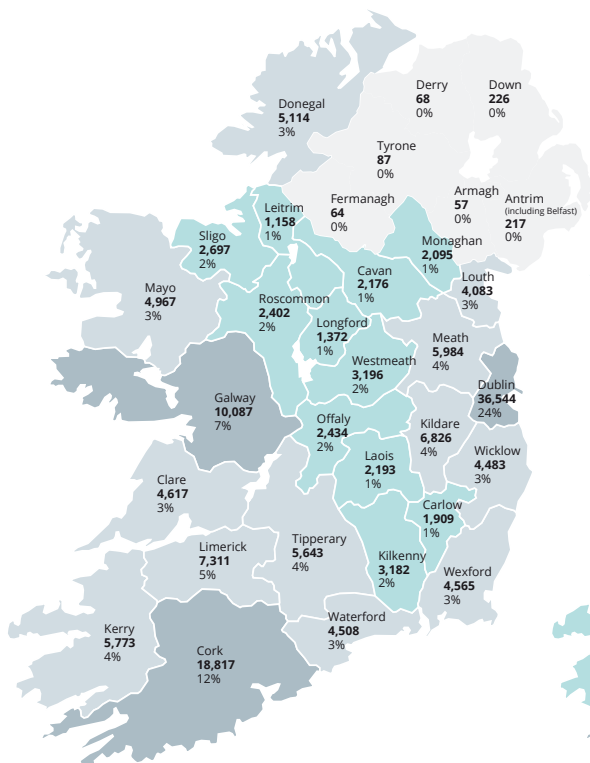 Derry
68
0%
Down
226
0%
Donegal
5,114
3%
Tyrone
87
0%
Fermanagh
64
0%
Armagh
57
0%
Antrim
(including Belfast)
217
0%
Leitrim
1,158
1%
Sligo
2,697
2%
Monaghan
2,095
1%
Cavan
2,176
1%
Louth
4,083
3%
Mayo
4,967
3%
Roscommon
2,402
2%
Longford
1,372
1%
Meath
5,984
4%
Westmeath
3,196
2%
Dublin
36,544
24%
Galway
10,087
7%
Offaly
2,434
2%
Kildare
6,826
4%
Wicklow
4,483
3%
Laois
2,193
1%
Clare
4,617
3%
Carlow
1,909
1%
Tipperary
5,643
4%
Limerick
7,311
5%
Kilkenny
3,182
2%
Wexford
4,565
3%
Waterford
4,508
3%
Kerry
5,773
4%
Cork
18,817
12%